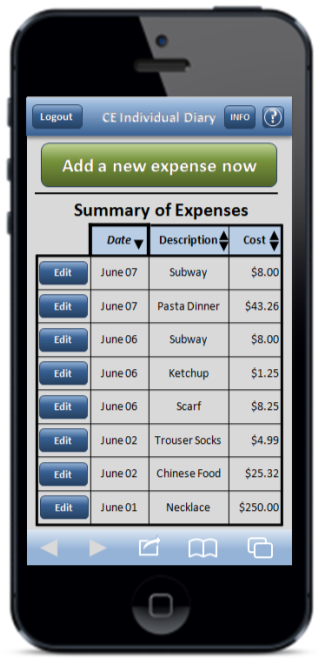 Logout CE Individual Diary INFO ?
Add a new expense now
Summary of Expenses
Date Description Cost
Edit June 07 Subway $8.00
Edit June 07 Pasta Dinner $43.26
Edit June 06 Subway $8.00
Edit June 06 Ketchup $1.25
Edit June 06 Scarf $8.25
Edit June 02 Trouser Socks $4.99
Edit June 02 Chinese Food $25.32
Edit June 01 Necklace $250.00